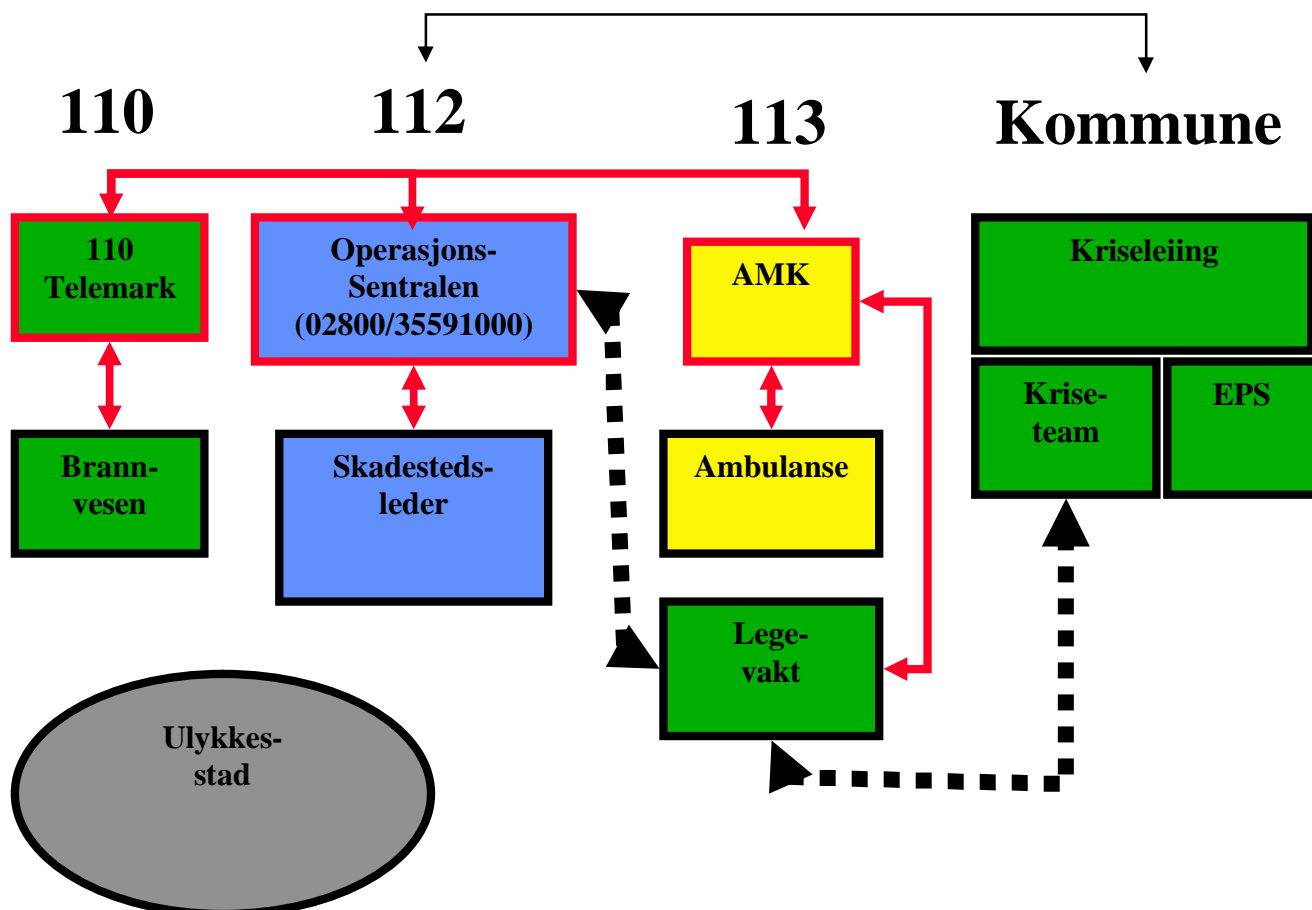 110
112
113
Kommune
110
Telemark
Operasjons-
Sentralen
(02800/35591000)
AMK
Kriseleiing
Krise-
team
EPS
Brann-
vesen
Skadesteds-
leder
Ambulanse
Lege-
vakt
Ulykkes-
stad